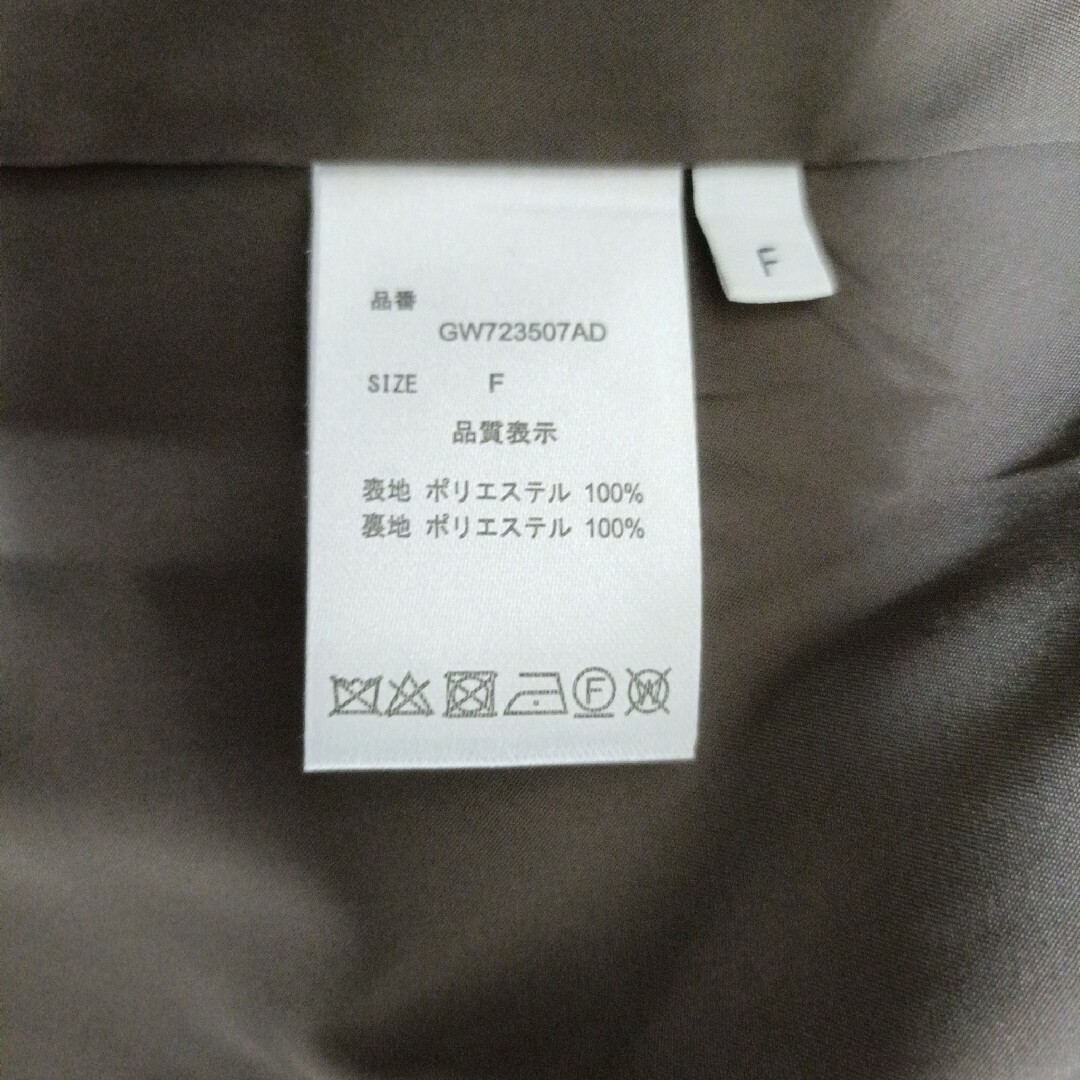 品番
GW723507AD
SIZE F
品質表示
表地 ポリエステル 100%
裏地 ポリエステル 100%
F W
F